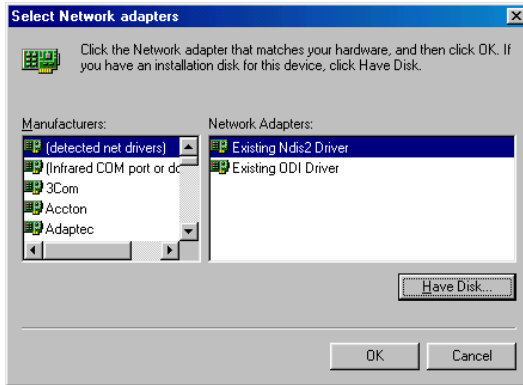 Select Network adapters
Click the Network adapter that matches your hardware, and then click OK. If
you have an installation disk for this device, click Have Disk.
Manufacturers:
(detected net drivers)
(Infrared COM port or do
3Com
Accton
Adaptec
Network Adapters:
Existing Ndis2 Driver
Existing ODI Driver
Have Disk...
OK
Cancel